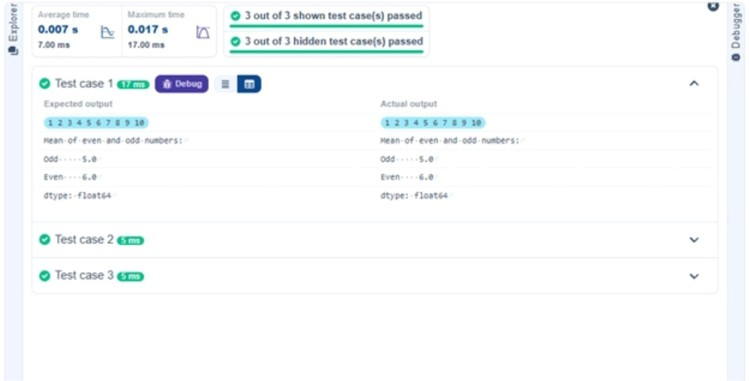 Explorer
Average time
0.007 s
7.00 ms
Maximum time
0.017 s
17.00 ms
3 out of 3 shown test case(s) passed
3 out of 3 hidden test case(s) passed
Debugger
Test case 1 17 ms Debug
Expected output
1 2 3 4 5 6 7 8 9 10
Mean·of·even·and·odd·numbers:
Odd·····5.0
Even····6.0
dtype:·float64
Actual output
1 2 3 4 5 6 7 8 9 10
Mean·of·even·and·odd·numbers:
Odd·····5.0
Even····6.0
dtype:·float64
Test case 2 5 ms
Test case 3 5 ms